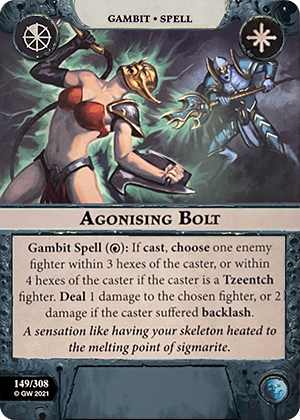 GAMBIT • SPELL
AGONISING BOLT
Gambit Spell (): If cast, choose one enemy
fighter within 3 hexes of the caster, or within
4 hexes of the caster if the caster is a Tzeentch
fighter. Deal 1 damage to the chosen fighter, or 2
damage if the caster suffered backlash.
A sensation like having your skeleton heated to
the melting point of sigmarite.
149/308
© GW 2021